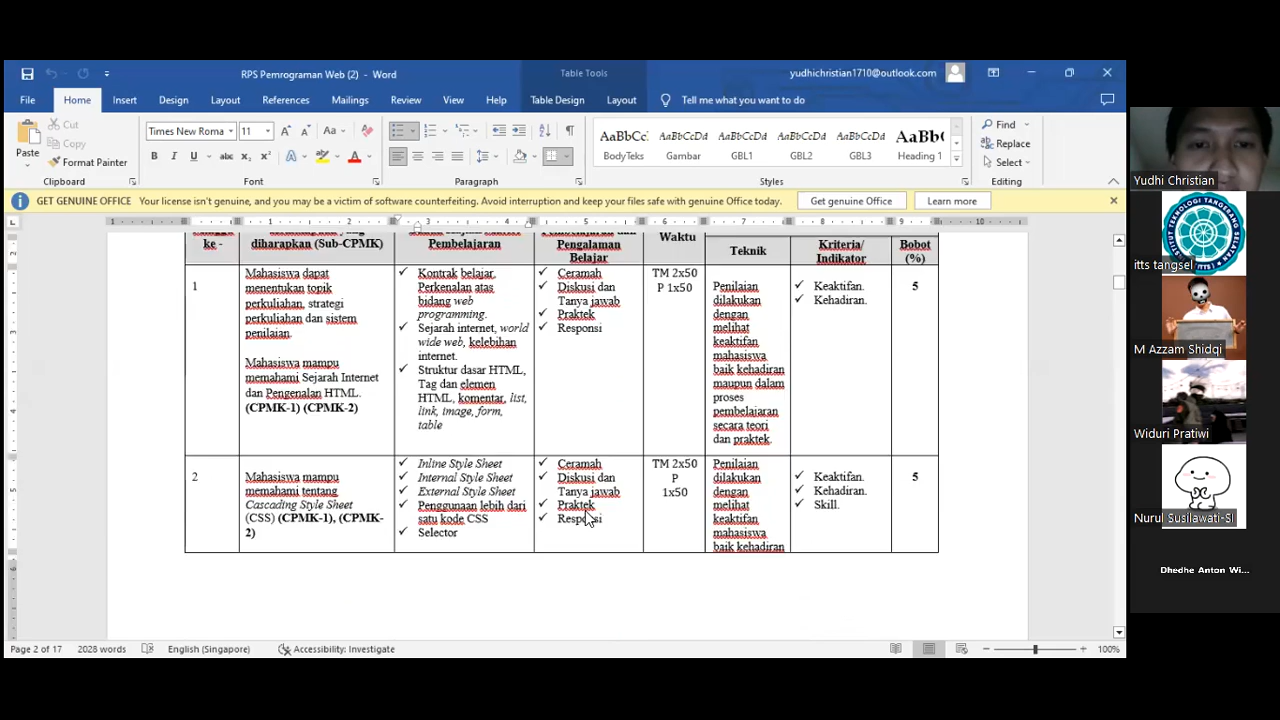 RPS Pemrograman Web (2) - Word
Table Tools
yudhichristian1710@outlook.com
File Home Insert Design Layout References Mailings Review View Help Table Design Layout Tell me what you want to do
Paste
Cut
Copy
Format Painter
Times New Roma 11
AaBbCc: BodyTeks
AaBbCcDd Gambar
AaBbCcDd GBL1
AaBbCcDd GBL2
AaBbCcDd GBL3
AaBb( Heading 1
Find
Replace
Select
Clipboard Font Paragraph Styles Editing
GET GENUINE OFFICE Your license isn't genuine, and you may be a victim of software counterfeiting. Avoid interruption and keep your files safe with genuine Office today. Get genuine Office Learn more
ke -
diharapkan (Sub-CPMK)
Pembelajaran
Pengalaman
Belajar
Waktu
Teknik
Kriteria/
Indikator
Bobot
(%)
1
Mahasiswa dapat
menentukan topik
perkuliahan, strategi
perkuliahan dan sistem
penilaian.
Mahasiswa mampu
memahami Sejarah Internet
dan Pengenalan HTML.
(CPMK-1) (CPMK-2)
✓ Kontrak belajar.
Perkenalan atas
bidang web
programming.
✓ Sejarah internet, world
wide web, kelebihan
internet.
✓ Struktur dasar HTML,
Tag dan elemen
HTML, komentar, list,
link, image, form,
table
✓ Ceramah
✓ Diskusi dan
Tanya jawab
✓ Praktek
✓ Responsi
TM 2x50
P 1x50
Penilaian
dilakukan
dengan
melihat
keaktifan
mahasiswa
baik kehadiran
maupun dalam
proses
pembelajaran
secara teori
dan praktek.
✓ Keaktifan.
✓ Kehadiran.
5
2
Mahasiswa mampu
memahami tentang
Cascading Style Sheet
(CSS) (CPMK-1), (CPMK-
2)
✓ Inline Style Sheet
✓ Internal Style Sheet
✓ External Style Sheet
✓ Penggunaan lebih dari
satu kode CSS
✓ Selector
✓ Ceramah
✓ Diskusi dan
Tanya jawab
✓ Praktek
✓ Responsi
TM 2x50
P
1x50
Penilaian
dilakukan
dengan
melihat
keaktifan
mahasiswa
baik kehadiran
✓ Keaktifan.
✓ Kehadiran.
✓ Skill.
5
Page 2 of 17 2028 words English (Singapore) Accessibility: Investigate 100%
Yudhi Christian
INSTITUT TEKNOLOGI TANGERANG SELATAN
itts tangsel
M Azzam Shidqi
Widuri Pratiwi
Nurul Susilawati-SI
Dhedhe Anton Wi...